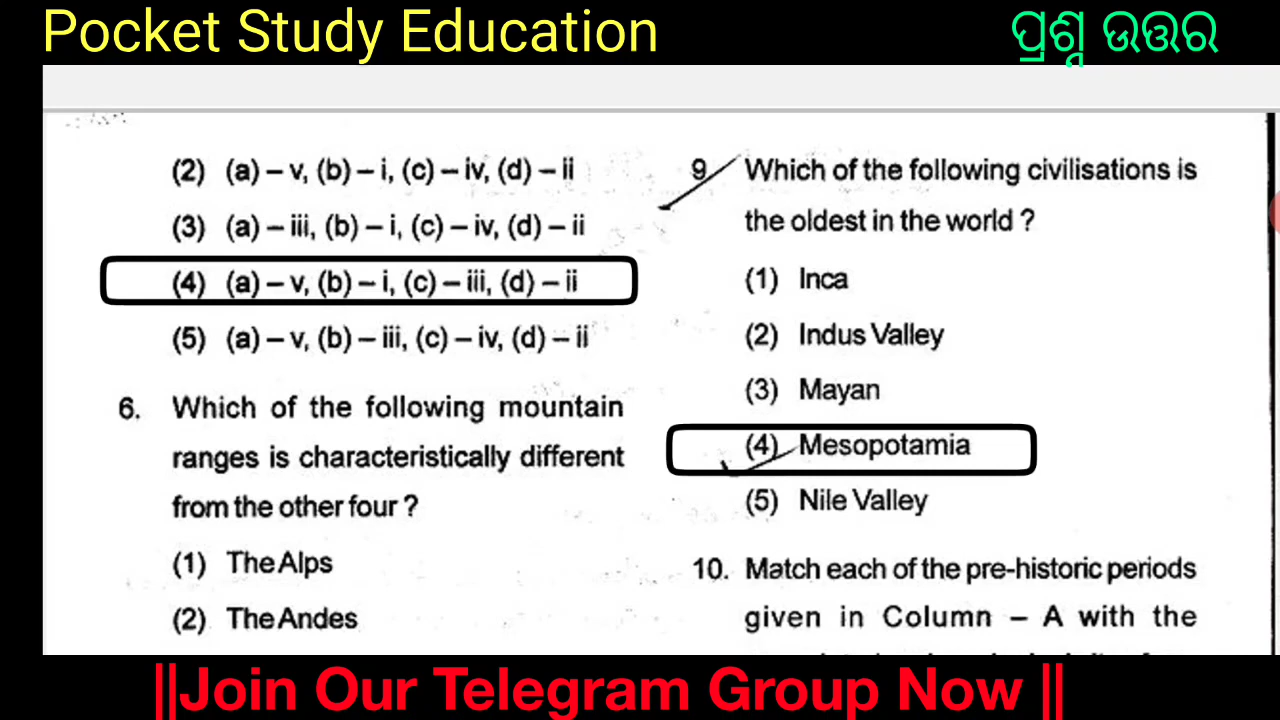 Pocket Study Education
ପ୍ରଶ୍ନ ଉତ୍ତର
(2) (a) – v, (b) – i, (c) – iv, (d) – ii
(3) (a) – iii, (b) – i, (c) – iv, (d) – ii
(4) (a) – v, (b) – i, (c) – iii, (d) – ii
(5) (a) – v, (b) – iii, (c) – iv, (d) – ii
6. Which of the following mountain
ranges is characteristically different
from the other four ?
(1) The Alps
(2) The Andes
9 Which of the following civilisations is
the oldest in the world ?
(1) Inca
(2) Indus Valley
(3) Mayan
(4) Mesopotamia
(5) Nile Valley
10. Match each of the pre-historic periods
given in Column – A with the
||Join Our Telegram Group Now ||